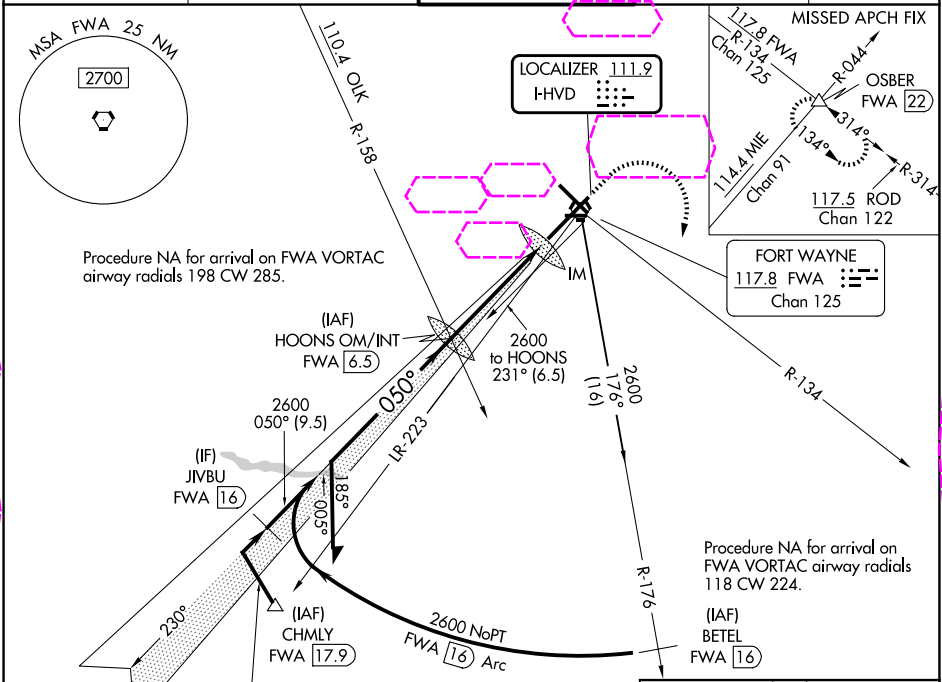 MSA FWA 25 NM
2700
110.4 OLK
R-158
LOCALIZER 111.9
I-HVD
MISSED APCH FIX
117.8 FWA
R-134
Chan 125
R-044
OSBER
FWA 22
314°
134°
R-314
114.4 MIE
Chan 91
117.5 ROD
Chan 122
Procedure NA for arrival on FWA VORTAC
airway radials 198 CW 285.
FORT WAYNE
117.8 FWA
Chan 125
IM
(IAF)
HOONS OM/INT
FWA 6.5
2600
to HOONS
231° (6.5)
2600
176°
(16)
R-134
050°
LR-223
2600
050° (9.5)
(IF)
JIVBU
FWA 16
185°
005°
R-176
Procedure NA for arrival on
FWA VORTAC airway radials
118 CW 224.
230°
(IAF)
CHMLY
FWA 17.9
2600 NoPT
FWA 16 Arc
(IAF)
BETEL
FWA 16